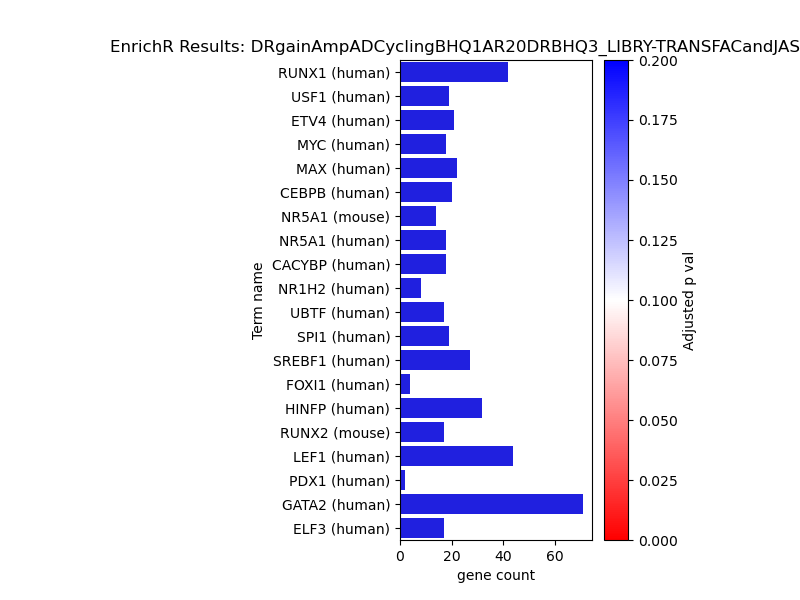 EnrichR Results: DRgainAmpADCyclingBHQ1AR20DRBHQ3_LIBRY-TRANSFACandJAS
RUNX1 (human)
USF1 (human)
ETV4 (human)
MYC (human)
MAX (human)
CEBPB (human)
NR5A1 (mouse)
NR5A1 (human)
CACYBP (human)
NR1H2 (human)
UBTF (human)
SPI1 (human)
SREBF1 (human)
FOXI1 (human)
HINFP (human)
RUNX2 (mouse)
LEF1 (human)
PDX1 (human)
GATA2 (human)
ELF3 (human)
Term name
0 20 40 60
gene count
0.200
0.175
0.150
0.125
0.100
0.075
0.050
0.025
0.000
Adjusted p val